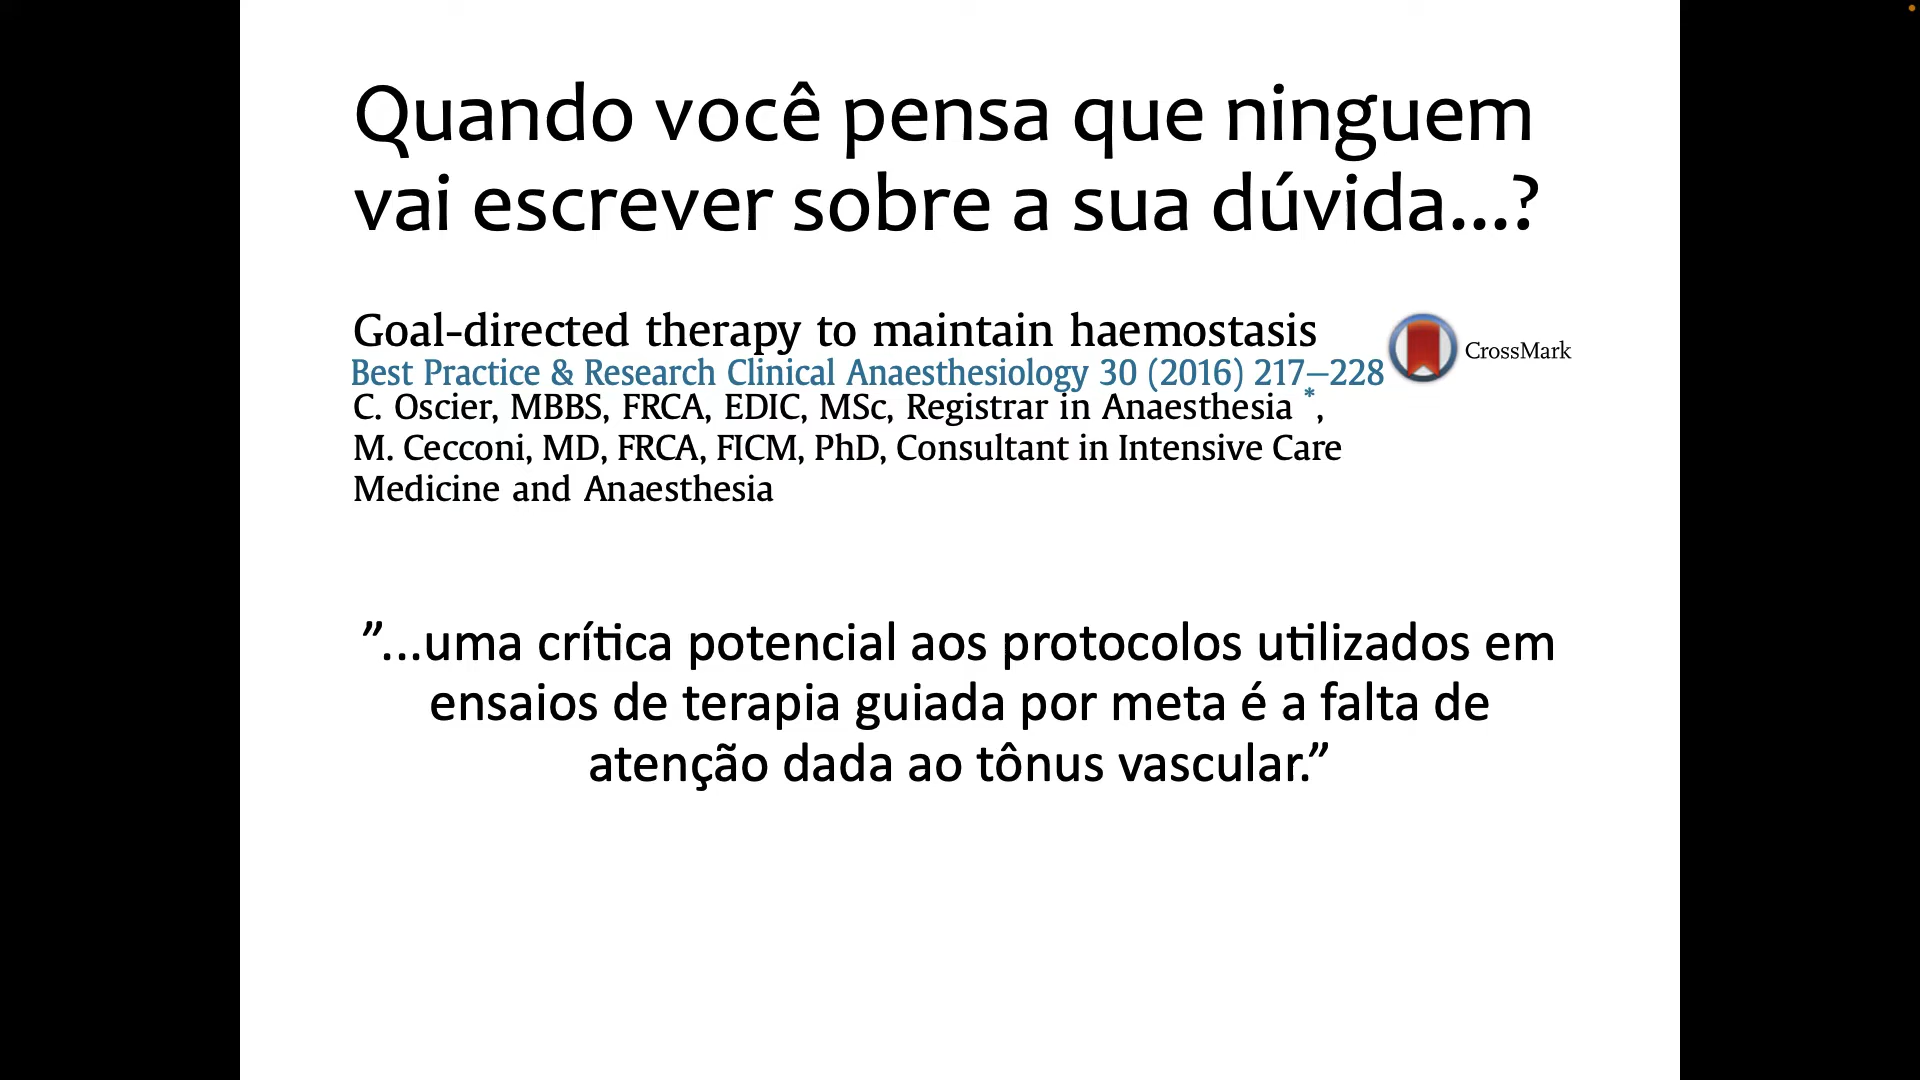 Quando você pensa que ninguem
vai escrever sobre a sua dúvida...?
Goal-directed therapy to maintain haemostasis
CrossMark
Best Practice & Research Clinical Anaesthesiology 30 (2016) 217–228
C. Oscier, MBBS, FRCA, EDIC, MSc, Registrar in Anaesthesia *,
M. Cecconi, MD, FRCA, FICM, PhD, Consultant in Intensive Care
Medicine and Anaesthesia
”...uma crítica potencial aos protocolos utilizados em
ensaios de terapia guiada por meta é a falta de
atenção dada ao tônus vascular.”